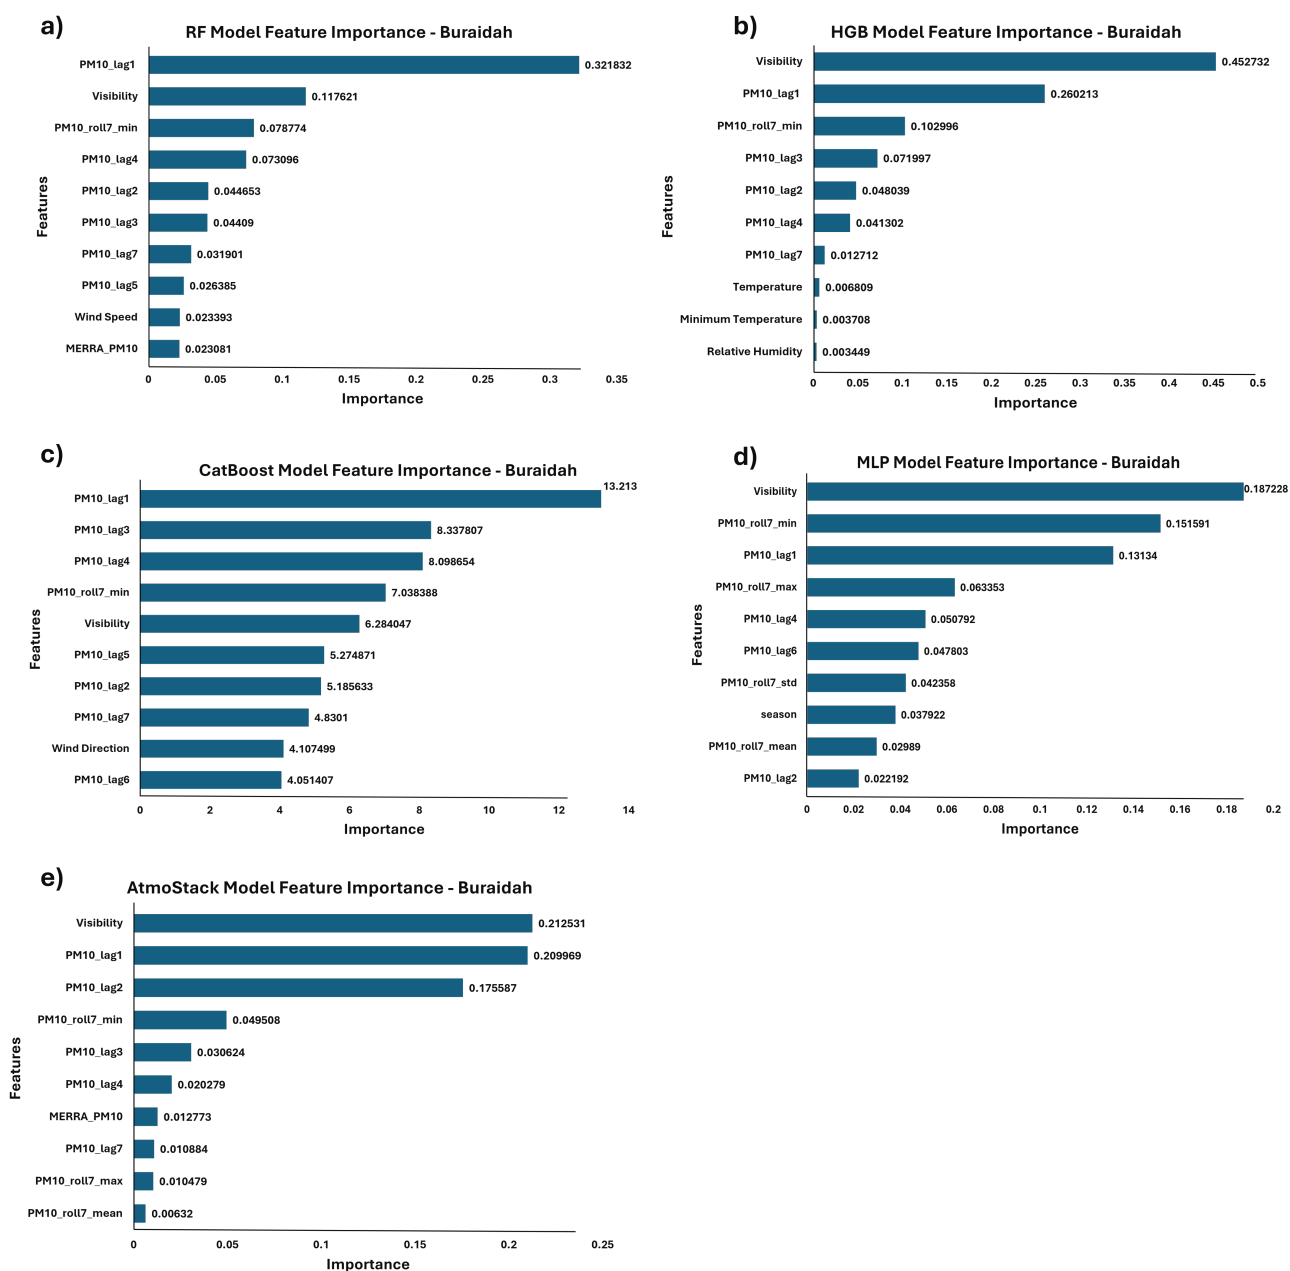 a)
RF Model Feature Importance - Buraidah
Features
PM10_lag1 0.321832
Visibility 0.117621
PM10_roll7_min 0.078774
PM10_lag4 0.073096
PM10_lag2 0.044653
PM10_lag3 0.04409
PM10_lag7 0.031901
PM10_lag5 0.026385
Wind Speed 0.023393
MERRA_PM10 0.023081
0 0.05 0.1 0.15 0.2 0.25 0.3 0.35
Importance
b)
HGB Model Feature Importance - Buraidah
Features
Visibility 0.452732
PM10_lag1 0.260213
PM10_roll7_min 0.102996
PM10_lag3 0.071997
PM10_lag2 0.048039
PM10_lag4 0.041302
PM10_lag7 0.012712
Temperature 0.006809
Minimum Temperature 0.003708
Relative Humidity 0.003449
0 0.05 0.1 0.15 0.2 0.25 0.3 0.35 0.4 0.45 0.5
Importance
c)
CatBoost Model Feature Importance - Buraidah
Features
PM10_lag1 13.213
PM10_lag3 8.337807
PM10_lag4 8.098654
PM10_roll7_min 7.038388
Visibility 6.284047
PM10_lag5 5.274871
PM10_lag2 5.185633
PM10_lag7 4.8301
Wind Direction 4.107499
PM10_lag6 4.051407
0 2 4 6 8 10 12 14
Importance
d)
MLP Model Feature Importance - Buraidah
Features
Visibility 0.187228
PM10_roll7_min 0.151591
PM10_lag1 0.13134
PM10_roll7_max 0.063353
PM10_lag4 0.050792
PM10_lag6 0.047803
PM10_roll7_std 0.042358
season 0.037922
PM10_roll7_mean 0.02989
PM10_lag2 0.022192
0 0.02 0.04 0.06 0.08 0.1 0.12 0.14 0.16 0.18 0.2
Importance
e)
AtmoStack Model Feature Importance - Buraidah
Features
Visibility 0.212531
PM10_lag1 0.209969
PM10_lag2 0.175587
PM10_roll7_min 0.049508
PM10_lag3 0.030624
PM10_lag4 0.020279
MERRA_PM10 0.012773
PM10_lag7 0.010884
PM10_roll7_max 0.010479
PM10_roll7_mean 0.00632
0 0.05 0.1 0.15 0.2 0.25
Importance